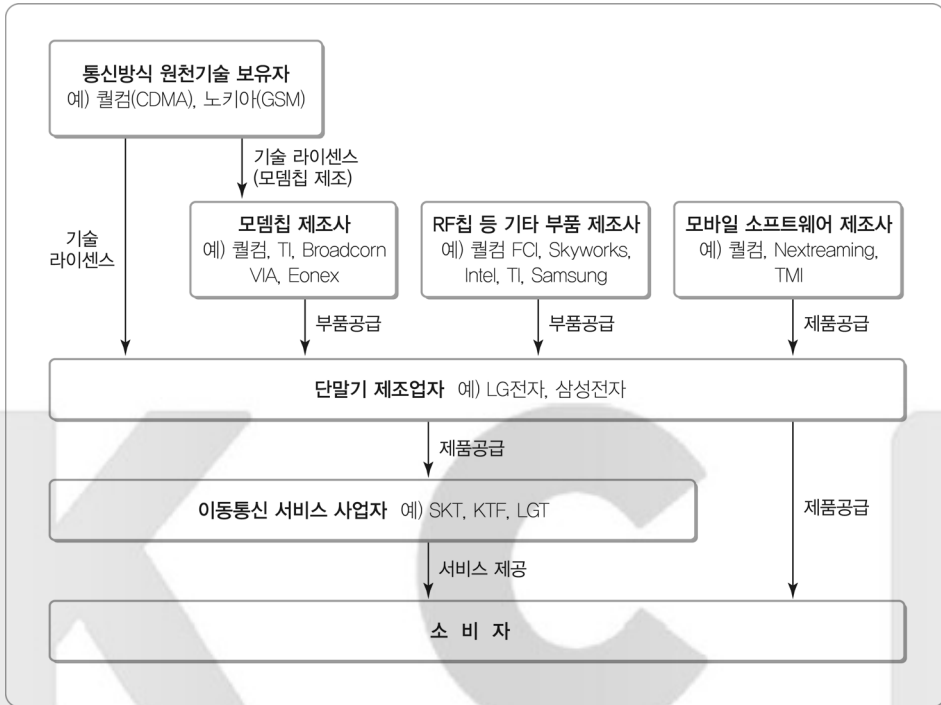 통신방식 원천기술 보유자
예) 퀄컴(CDMA), 노키아(GSM)
기술 라이센스
(모뎀칩 제조)
기술
라이센스
모뎀칩 제조사
예) 퀄컴, TI, Broadcorn
VIA, Eonex
RF칩 등 기타 부품 제조사
예) 퀄컴 FCI, Skyworks,
Intel, TI, Samsung
모바일 소프트웨어 제조사
예) 퀄컴, Nextreaming,
TMI
부품공급
부품공급
제품공급
단말기 제조업자 예) LG전자, 삼성전자
제품공급
이동통신 서비스 사업자 예) SKT, KTF, LGT
제품공급
서비스 제공
소 비 자
K C I